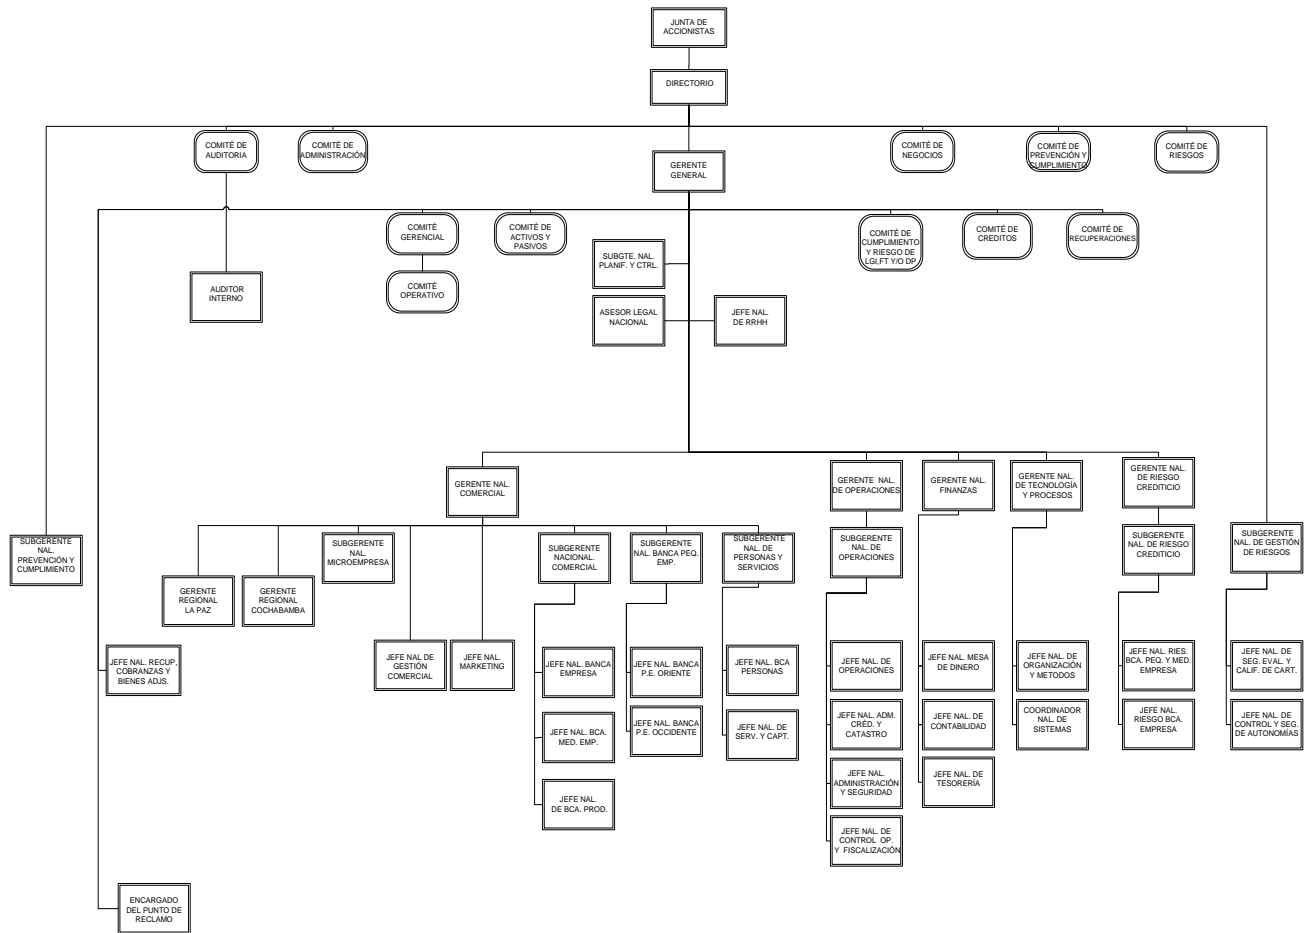 JUNTA DE
ACCIONISTAS
DIRECTORIO
COMITÉ DE
AUDITORIA
COMITÉ DE
ADMINISTRACIÓN
GERENTE
GENERAL
COMITÉ DE
NEGOCIOS
COMITÉ DE
PREVENCIÓN Y
CUMPLIMIENTO
COMITÉ DE
RIESGOS
COMITÉ
GERENCIAL
COMITÉ DE
ACTIVOS Y
PASIVOS
COMITÉ DE
CUMPLIMIENTO
Y RIESGO DE
LGI,FT Y/O DP
COMITÉ DE
CREDITOS
COMITÉ DE
RECUPERACIONES
SUBGTE. NAL.
PLANIF. Y CTRL.
AUDITOR
INTERNO
COMITÉ
OPERATIVO
ASESOR LEGAL
NACIONAL
JEFE NAL.
DE RRHH
GERENTE NAL.
COMERCIAL
GERENTE NAL.
DE OPERACIONES
GERENTE NAL.
FINANZAS
GERENTE NAL.
DE TECNOLOGÍA
Y PROCESOS
GERENTE NAL.
DE RIESGO
CREDITICIO
SUBGERENTE
NAL.
PREVENCIÓN Y
CUMPLIMIENTO
SUBGERENTE
NAL.
MICROEMPRESA
SUBGERENTE
NACIONAL
COMERCIAL
SUBGERENTE
NAL. BANCA PEQ.
EMP.
SUBGERENTE
NAL. DE
PERSONAS Y
SERVICIOS
SUBGERENTE
NAL. DE
OPERACIONES
SUBGERENTE
NAL. DE RIESGO
CREDITICIO
SUBGERENTE
NAL. DE GESTIÓN
DE RIESGOS
GERENTE
REGIONAL
LA PAZ
GERENTE
REGIONAL
COCHABAMBA
JEFE NAL. RECUP.
COBRANZAS Y
BIENES ADJS.
JEFE NAL DE
GESTIÓN
COMERCIAL
JEFE NAL.
MARKETING
JEFE NAL. BANCA
EMPRESA
JEFE NAL. BANCA
P.E. ORIENTE
JEFE NAL. BCA
PERSONAS
JEFE NAL. DE
OPERACIONES
JEFE NAL. MESA
DE DINERO
JEFE NAL. DE
ORGANIZACIÓN
Y METODOS
JEFE NAL. RIES.
BCA. PEQ. Y MED.
EMPRESA
JEFE NAL. DE
SEG. EVAL. Y
CALIF. DE CART.
JEFE NAL. BCA.
MED. EMP.
JEFE NAL. BANCA
P.E. OCCIDENTE
JEFE NAL. DE
SERV. Y CAPT.
JEFE NAL. ADM.
CRÉD. Y
CATASTRO
JEFE NAL. DE
CONTABILIDAD
COORDINADOR
NAL. DE
SISTEMAS
JEFE NAL.
RIESGO BCA.
EMPRESA
JEFE NAL. DE
CONTROL Y SEG.
DE AUTONOMÍAS
JEFE NAL.
DE BCA. PROD.
JEFE NAL.
ADMINISTRACIÓN
Y SEGURIDAD
JEFE NAL. DE
TESORERÍA
JEFE NAL. DE
CONTROL OP.
Y FISCALIZACIÓN
ENCARGADO
DEL PUNTO DE
RECLAMO